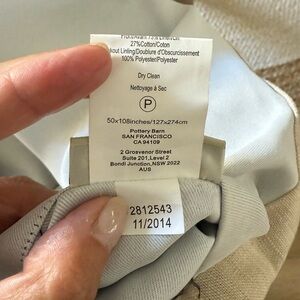 27%Cotton/Coton
out Lining/Doublure d'Obscurcissement
100% Polyester/Polyester
Dry Clean
Nettoyage à Sec
P
50x108inches/127x274cm
Pottery Barn
SAN FRANCISCO
CA 94109
2 Grosvenor Street
Suite 201,Level 2
Bondi Junction,NSW 2022
AUS
2812543
11/2014